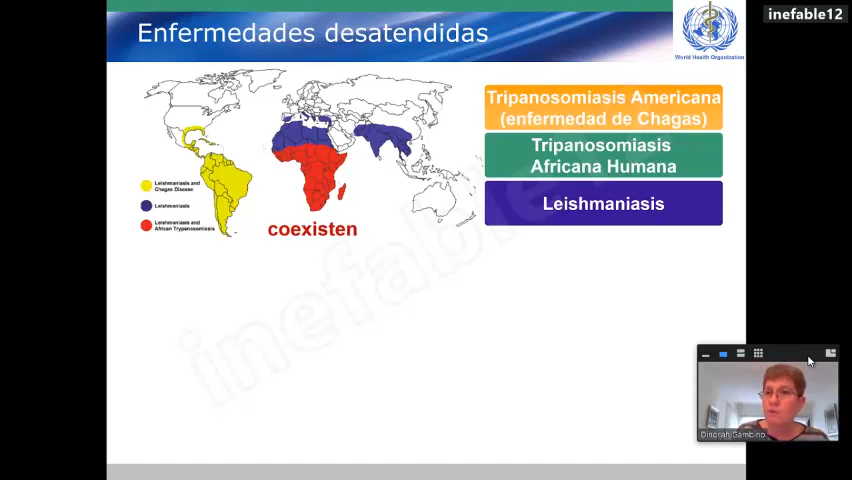 inefable12
Enfermedades desatendidas
World Health Organization
Tripanosomiasis Americana
(enfermedad de Chagas)
Tripanosomiasis
Africana Humana
Leishmaniasis
Leishmaniasis and
Chagas Disease
Leishmaniasis
Leishmaniasis and
African Trypanosomiasis
coexisten
inefable12
Dinorah Gambino